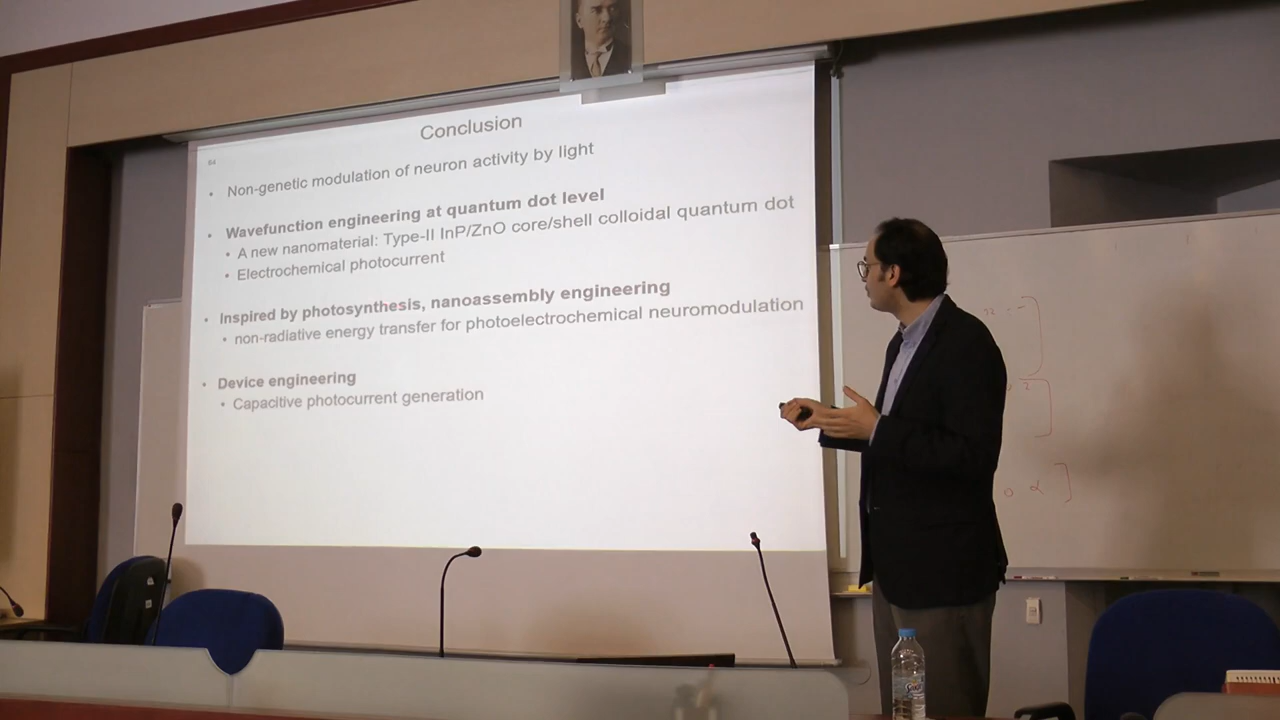 Conclusion
64
• Non-genetic modulation of neuron activity by light
• Wavefunction engineering at quantum dot level
• A new nanomaterial: Type-II InP/ZnO core/shell colloidal quantum dot
• Electrochemical photocurrent
• Inspired by photosynthesis, nanoassembly engineering
• non-radiative energy transfer for photoelectrochemical neuromodulation
• Device engineering
• Capacitive photocurrent generation